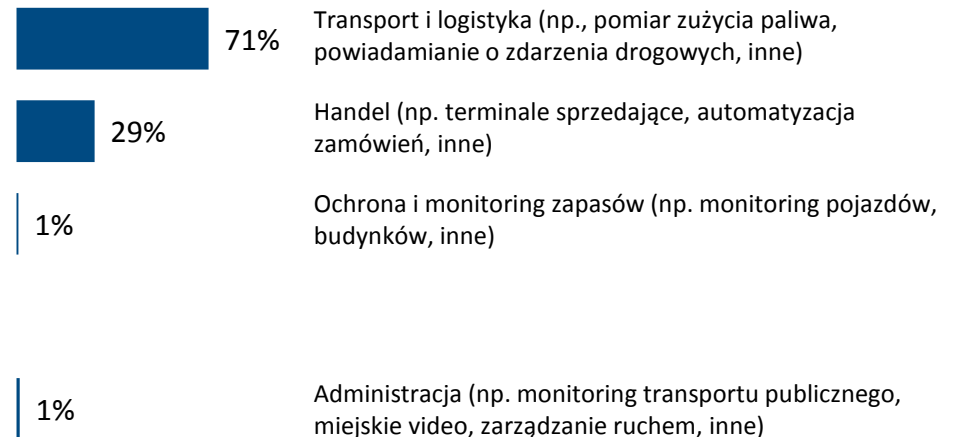 71%
Transport i logistyka (np., pomiar zużycia paliwa,
powiadamianie o zdarzenia drogowych, inne)
29%
Handel (np. terminale sprzedające, automatyzacja
zamówień, inne)
1%
Ochrona i monitoring zapasów (np. monitoring pojazdów,
budynków, inne)
1%
Administracja (np. monitoring transportu publicznego,
miejskie video, zarządzanie ruchem, inne)